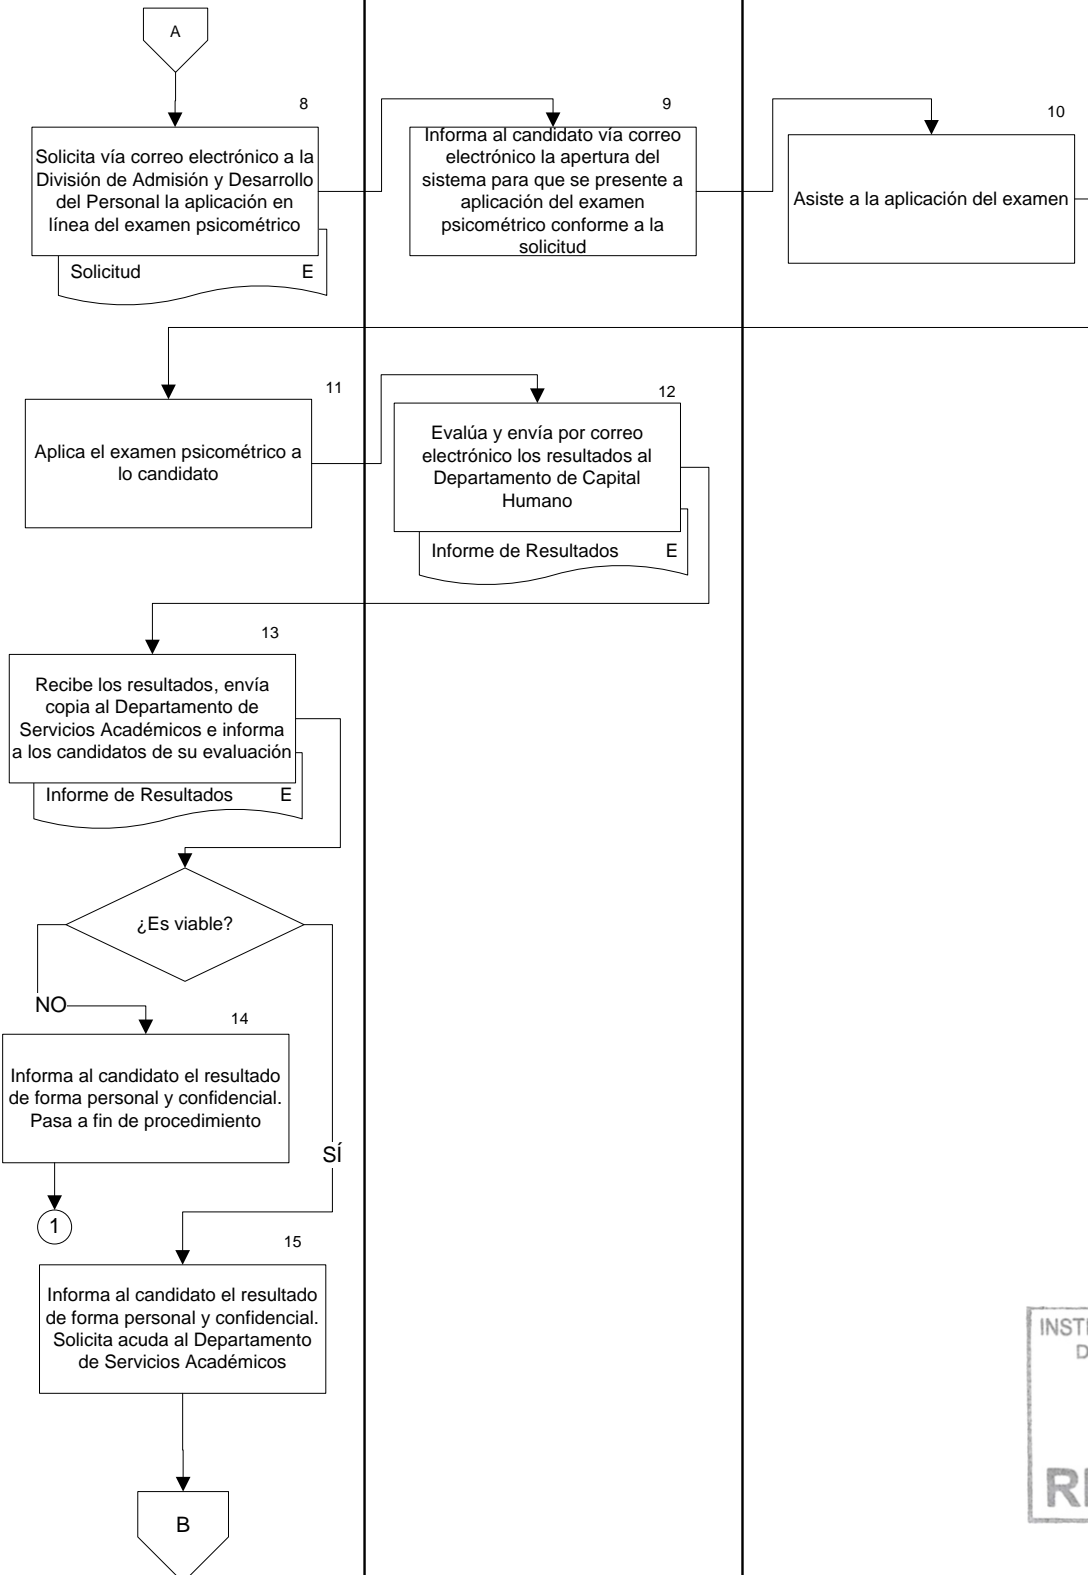 A
8
Solicita vía correo electrónico a la
División de Admisión y Desarrollo
del Personal la aplicación en
línea del examen psicométrico
Solicitud E
9
Informa al candidato vía correo
electrónico la apertura del
sistema para que se presente a
aplicación del examen
psicométrico conforme a la
solicitud
10
Asiste a la aplicación del examen
11
Aplica el examen psicométrico a
lo candidato
12
Evalúa y envía por correo
electrónico los resultados al
Departamento de Capital
Humano
Informe de Resultados E
13
Recibe los resultados, envía
copia al Departamento de
Servicios Académicos e informa
a los candidatos de su evaluación
Informe de Resultados E
¿Es viable?
NO
14
Informa al candidato el resultado
de forma personal y confidencial.
Pasa a fin de procedimiento
SÍ
1
15
Informa al candidato el resultado
de forma personal y confidencial.
Solicita acuda al Departamento
de Servicios Académicos
B